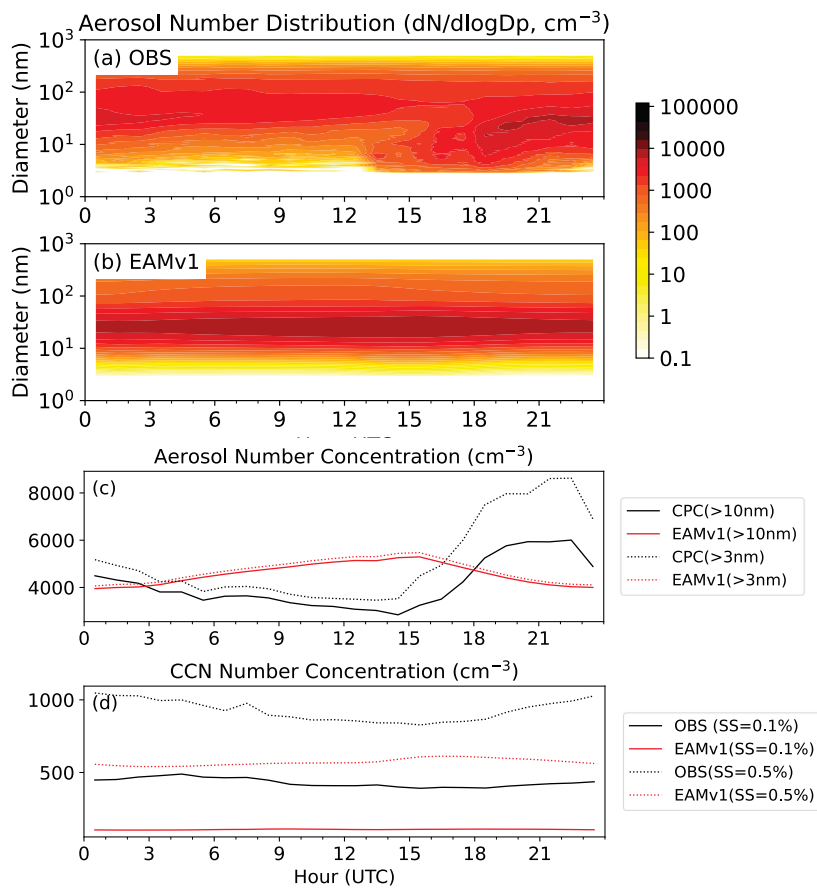 Aerosol Number Distribution (dN/dlogDp, cm⁻³)
(a) OBS
Diameter (nm)
10³
10²
10¹
10⁰
0 3 6 9 12 15 18 21
(b) EAMv1
Diameter (nm)
10³
10²
10¹
10⁰
0 3 6 9 12 15 18 21
100000
10000
1000
100
10
1
0.1
Aerosol Number Concentration (cm⁻³)
(c)
8000
6000
4000
0 3 6 9 12 15 18 21
CPC(>10nm)
EAMv1(>10nm)
CPC(>3nm)
EAMv1(>3nm)
CCN Number Concentration (cm⁻³)
(d)
1000
500
0 3 6 9 12 15 18 21
Hour (UTC)
OBS (SS=0.1%)
EAMv1(SS=0.1%)
OBS(SS=0.5%)
EAMv1(SS=0.5%)